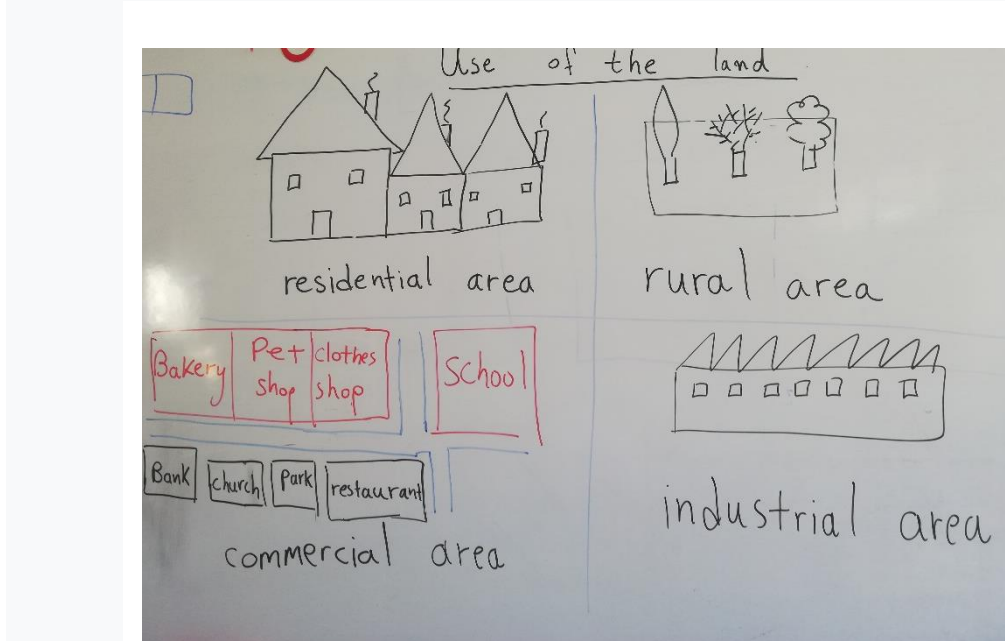 Use of the land
residential area
rural area
Bakery
Pet shop
clothes shop
School
Bank
church
Park
restaurant
commercial area
industrial area